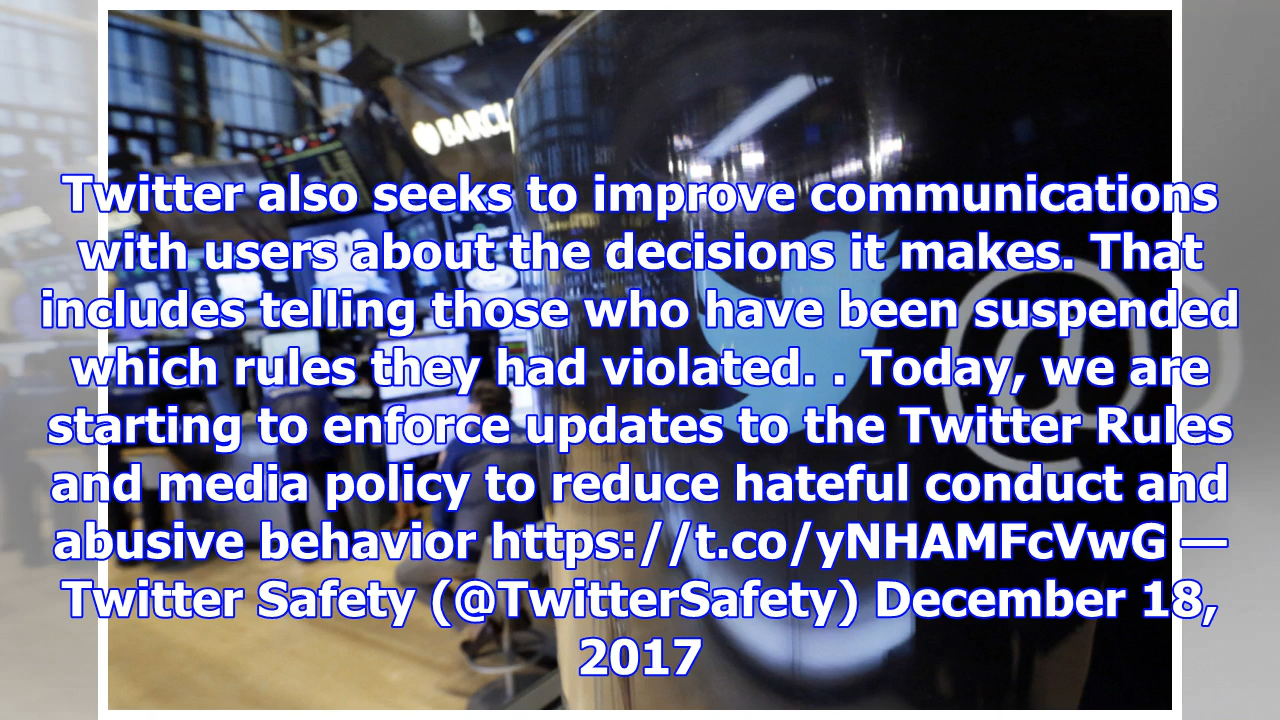 BARCL
Twitter also seeks to improve communications
with users about the decisions it makes. That
includes telling those who have been suspended
which rules they had violated. . Today, we are
starting to enforce updates to the Twitter Rules
and media policy to reduce hateful conduct and
abusive behavior https://t.co/yNHAMFcVwG —
Twitter Safety (@TwitterSafety) December 18,
2017
@